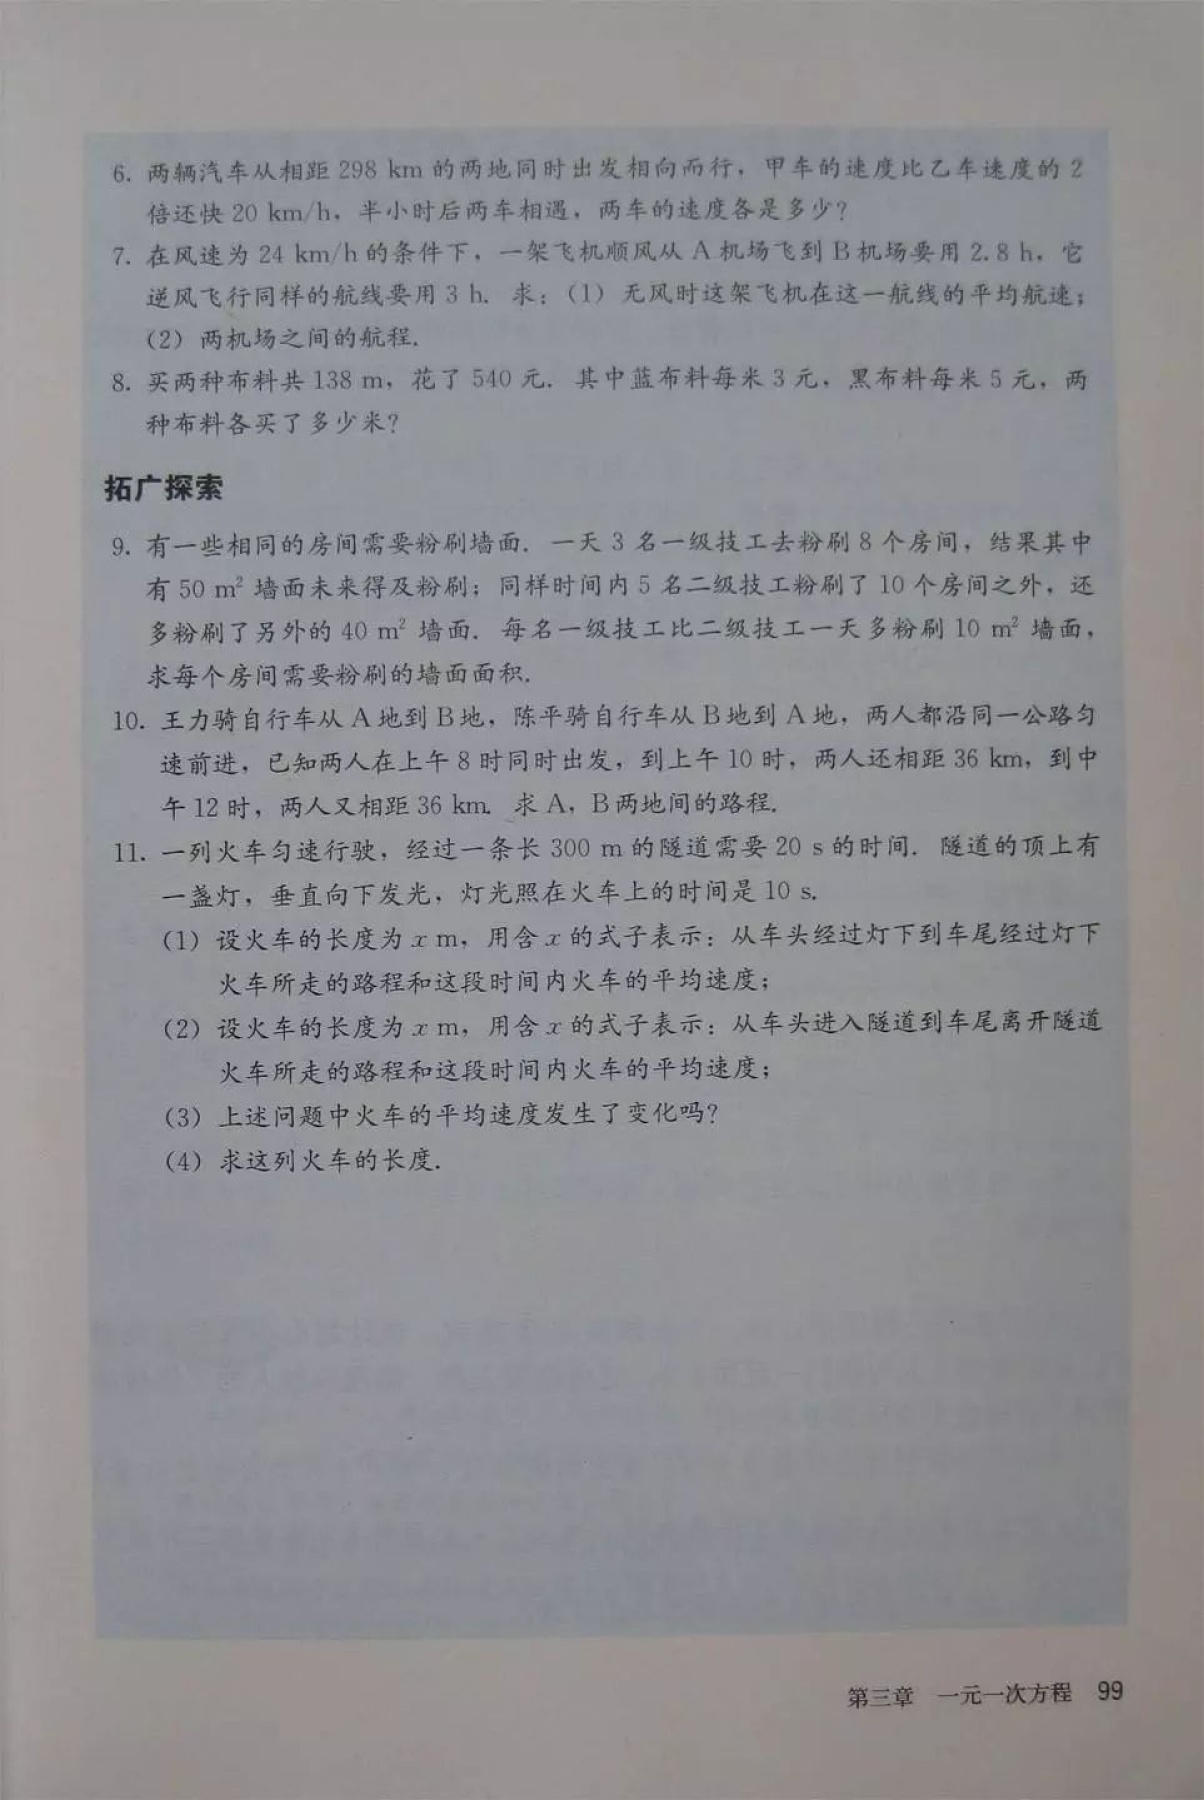 6. 两辆汽车从相距 298 km 的两地同时出发相向而行，甲车的速度比乙车速度的 2
倍还快 20 km/h，半小时后两车相遇，两车的速度各是多少？
7. 在风速为 24 km/h 的条件下，一架飞机顺风从 A 机场飞到 B 机场要用 2.8 h，它
逆风飞行同样的航线要用 3 h. 求：（1）无风时这架飞机在这一航线的平均航速；
（2）两机场之间的航程.
8. 买两种布料共 138 m，花了 540 元. 其中蓝布料每米 3 元，黑布料每米 5 元，两
种布料各买了多少米？
拓广探索
9. 有一些相同的房间需要粉刷墙面. 一天 3 名一级技工去粉刷 8 个房间，结果其中
有 50 m² 墙面未来得及粉刷；同样时间内 5 名二级技工粉刷了 10 个房间之外，还
多粉刷了另外的 40 m² 墙面. 每名一级技工比二级技工一天多粉刷 10 m² 墙面，
求每个房间需要粉刷的墙面面积.
10. 王力骑自行车从 A 地到 B 地，陈平骑自行车从 B 地到 A 地，两人都沿同一公路匀
速前进，已知两人在上午 8 时同时出发，到上午 10 时，两人还相距 36 km，到中
午 12 时，两人又相距 36 km. 求 A，B 两地间的路程.
11. 一列火车匀速行驶，经过一条长 300 m 的隧道需要 20 s 的时间. 隧道的顶上有
一盏灯，垂直向下发光，灯光照在火车上的时间是 10 s.
（1）设火车的长度为 x m，用含 x 的式子表示：从车头经过灯下到车尾经过灯下
火车所走的路程和这段时间内火车的平均速度；
（2）设火车的长度为 x m，用含 x 的式子表示：从车头进入隧道到车尾离开隧道
火车所走的路程和这段时间内火车的平均速度；
（3）上述问题中火车的平均速度发生了变化吗？
（4）求这列火车的长度.
第三章 一元一次方程 99